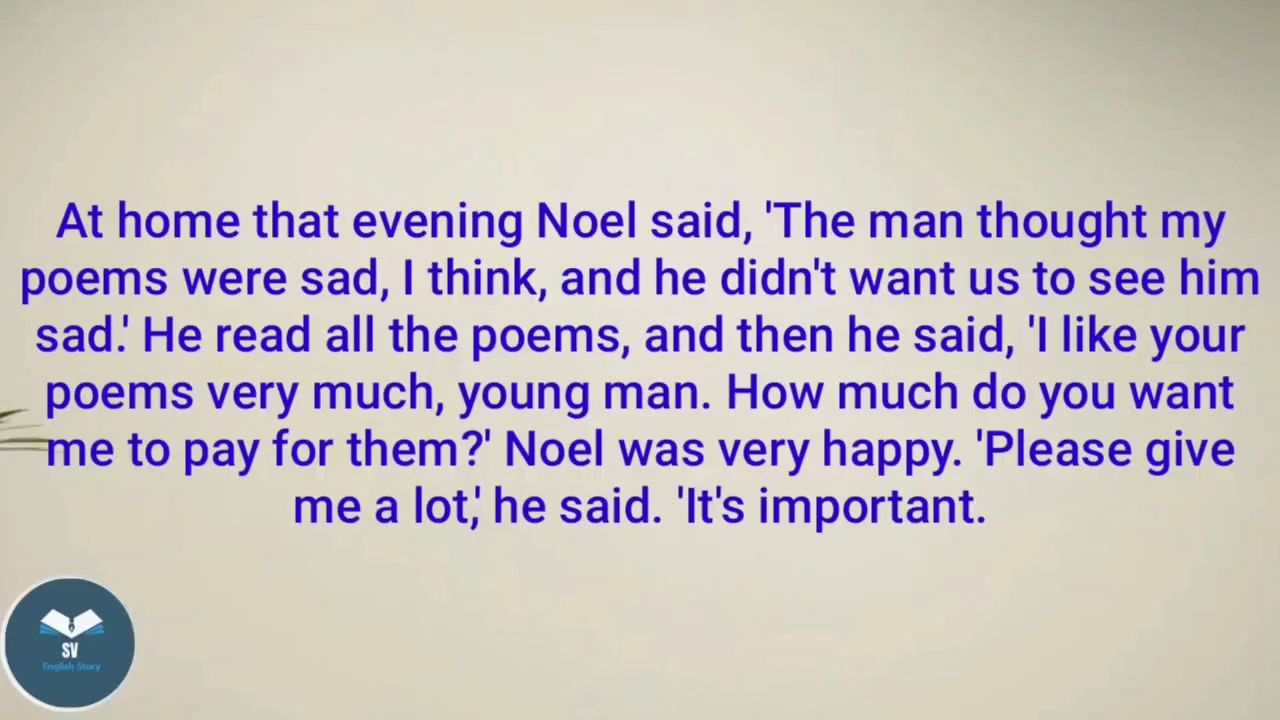 At home that evening Noel said, 'The man thought my
poems were sad, I think, and he didn't want us to see him
sad.' He read all the poems, and then he said, 'I like your
poems very much, young man. How much do you want
me to pay for them?' Noel was very happy. 'Please give
me a lot,' he said. 'It's important.
SV
English Story